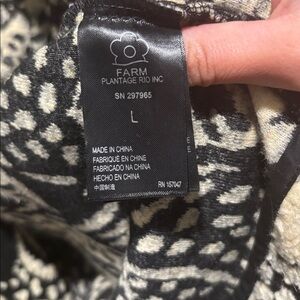 FARM
PLANTAGE RIO INC
SN 297965
L
MADE IN CHINA
FABRIQUÉ EN CHINE
FABRICADO NA CHINA
HECHO EN CHINA
中国制造
RN 157047